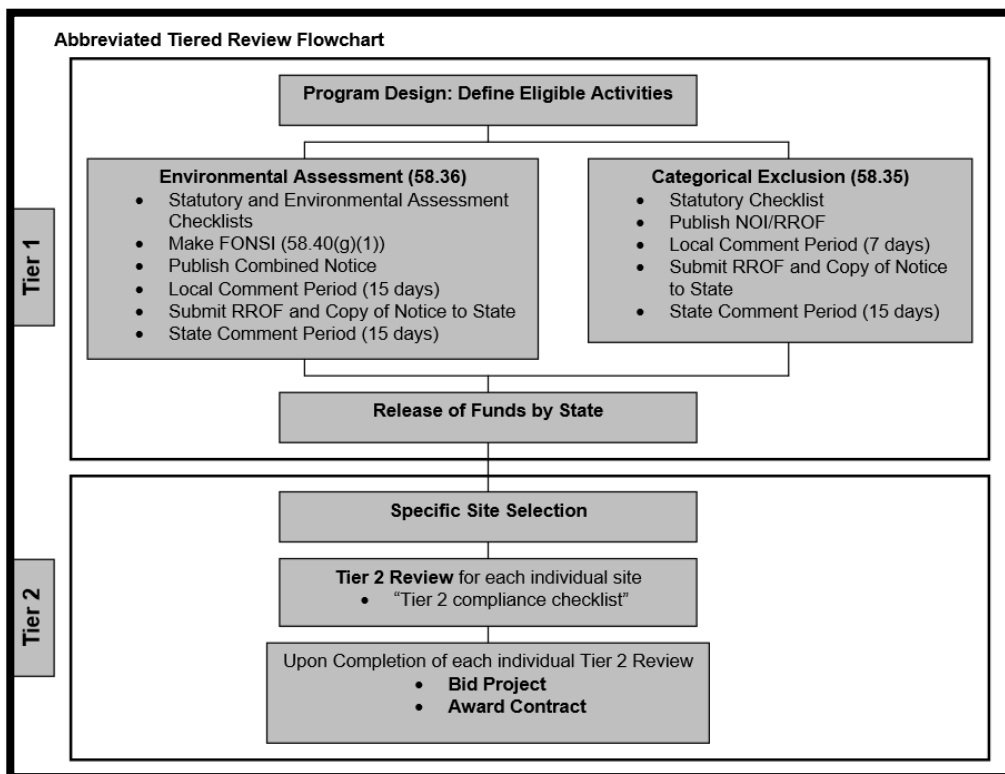 Abbreviated Tiered Review Flowchart
Tier 1
Program Design: Define Eligible Activities
Environmental Assessment (58.36)
• Statutory and Environmental Assessment
Checklists
• Make FONSI (58.40(g)(1))
• Publish Combined Notice
• Local Comment Period (15 days)
• Submit RROF and Copy of Notice to State
• State Comment Period (15 days)
Categorical Exclusion (58.35)
• Statutory Checklist
• Publish NOI/RROF
• Local Comment Period (7 days)
• Submit RROF and Copy of Notice
to State
• State Comment Period (15 days)
Release of Funds by State
Tier 2
Specific Site Selection
Tier 2 Review for each individual site
• “Tier 2 compliance checklist”
Upon Completion of each individual Tier 2 Review
• Bid Project
• Award Contract